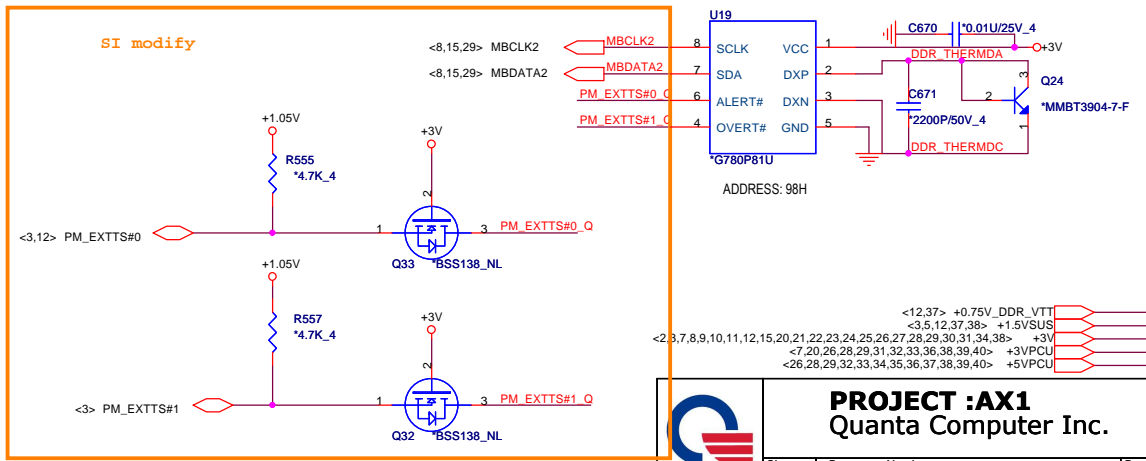 SI modify
<8,15,29> MBCLK2
MBCLK2
<8,15,29> MBDATA2
MBDATA2
PM_EXTTS#0_Q
PM_EXTTS#1_Q
U19
8 SCLK VCC 1
7 SDA DXP 2
6 ALERT# DXN 3
4 OVERT# GND 5
*G780P81U
ADDRESS: 98H
C670 *0.01U/25V_4
+3V
DDR_THERMDA
C671
*2200P/50V_4
DDR_THERMDC
Q24
3
2
1
*MMBT3904-7-F
+1.05V
R555
*4.7K_4
+3V
2
<3,12> PM_EXTTS#0
1
3
PM_EXTTS#0_Q
Q33 *BSS138_NL
+1.05V
R557
*4.7K_4
+3V
2
<3> PM_EXTTS#1
1
3
PM_EXTTS#1_Q
Q32 *BSS138_NL
<12,37> +0.75V_DDR_VTT
<3,5,12,37,38> +1.5VSUS
<2,3,7,8,9,10,11,12,15,20,21,22,23,24,25,26,27,28,29,30,31,34,38> +3V
<7,20,26,28,29,31,32,33,36,38,39,40> +3VPCU
<26,28,29,32,33,34,35,36,37,38,39,40> +5VPCU
PROJECT :AX1
Quanta Computer Inc.